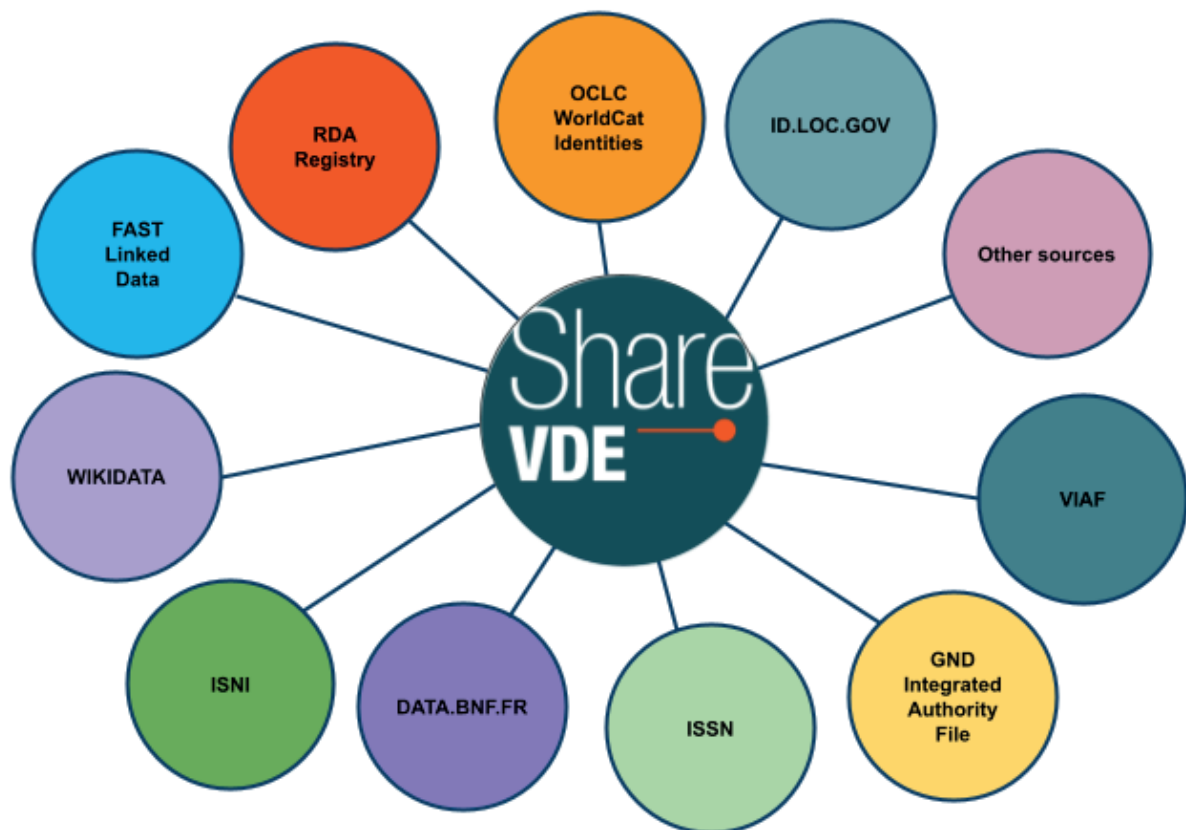 OCLC
WorldCat
Identities
ID.LOC.GOV
RDA
Registry
FAST
Linked
Data
Other sources
Share
VDE
WIKIDATA
VIAF
ISNI
DATA.BNF.FR
ISSN
GND
Integrated
Authority
File